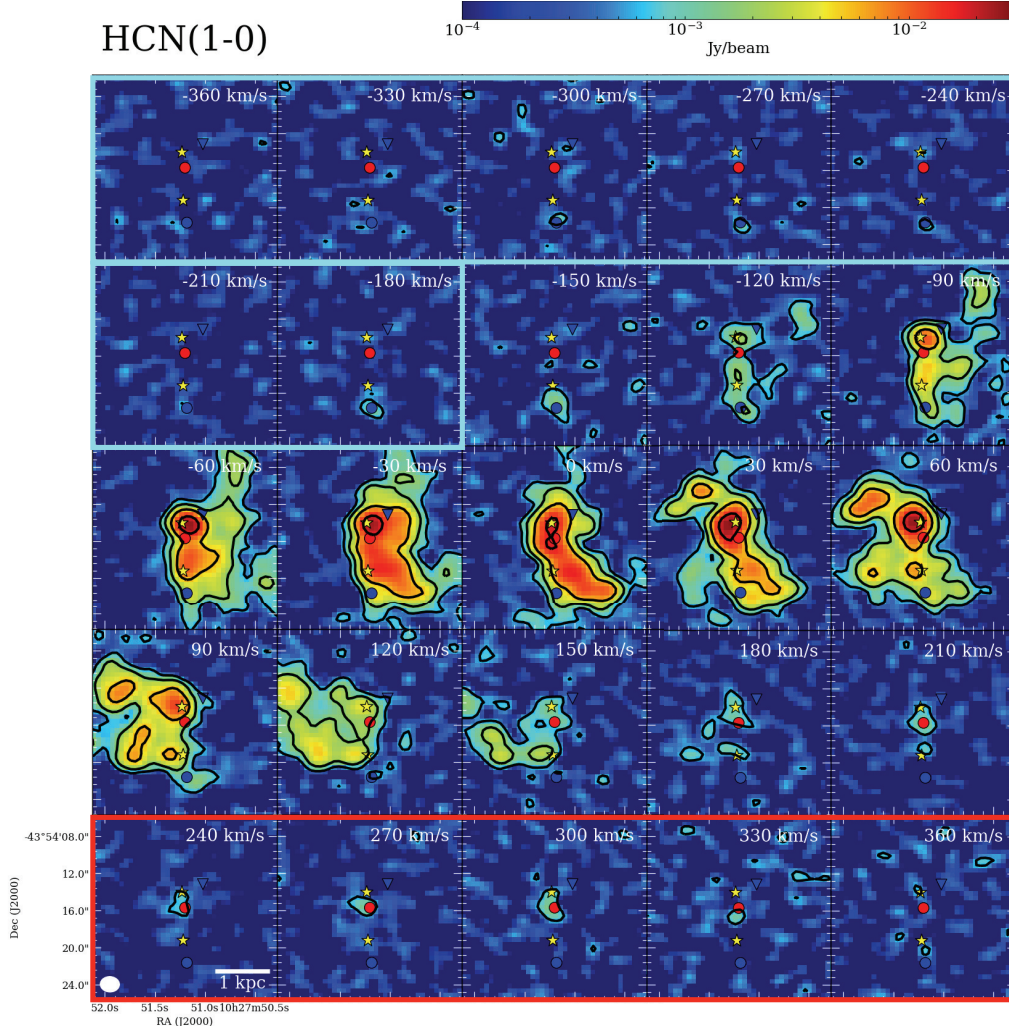 HCN(1-0)
10⁻⁴ 10⁻³ 10⁻²
Jy/beam
-360 km/s -330 km/s -300 km/s -270 km/s -240 km/s
-210 km/s -180 km/s -150 km/s -120 km/s -90 km/s
-60 km/s -30 km/s 0 km/s 30 km/s 60 km/s
90 km/s 120 km/s 150 km/s 180 km/s 210 km/s
240 km/s 270 km/s 300 km/s 330 km/s 360 km/s
-43°54'08.0"
12.0"
16.0"
20.0"
24.0"
Dec (J2000)
1 kpc
52.0s 51.5s 51.0s10h27m50.5s
RA (J2000)